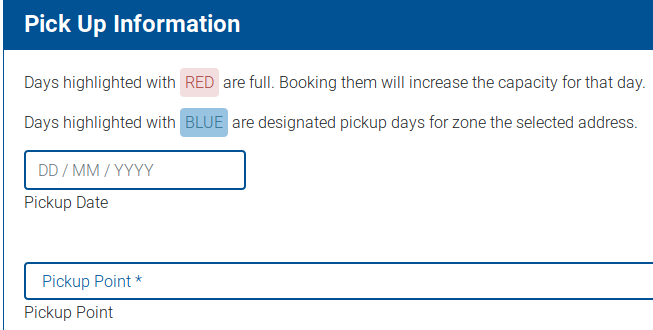 Pick Up Information
Days highlighted with RED are full. Booking them will increase the capacity for that day.
Days highlighted with BLUE are designated pickup days for zone the selected address.
DD / MM / YYYY
Pickup Date
Pickup Point *
Pickup Point